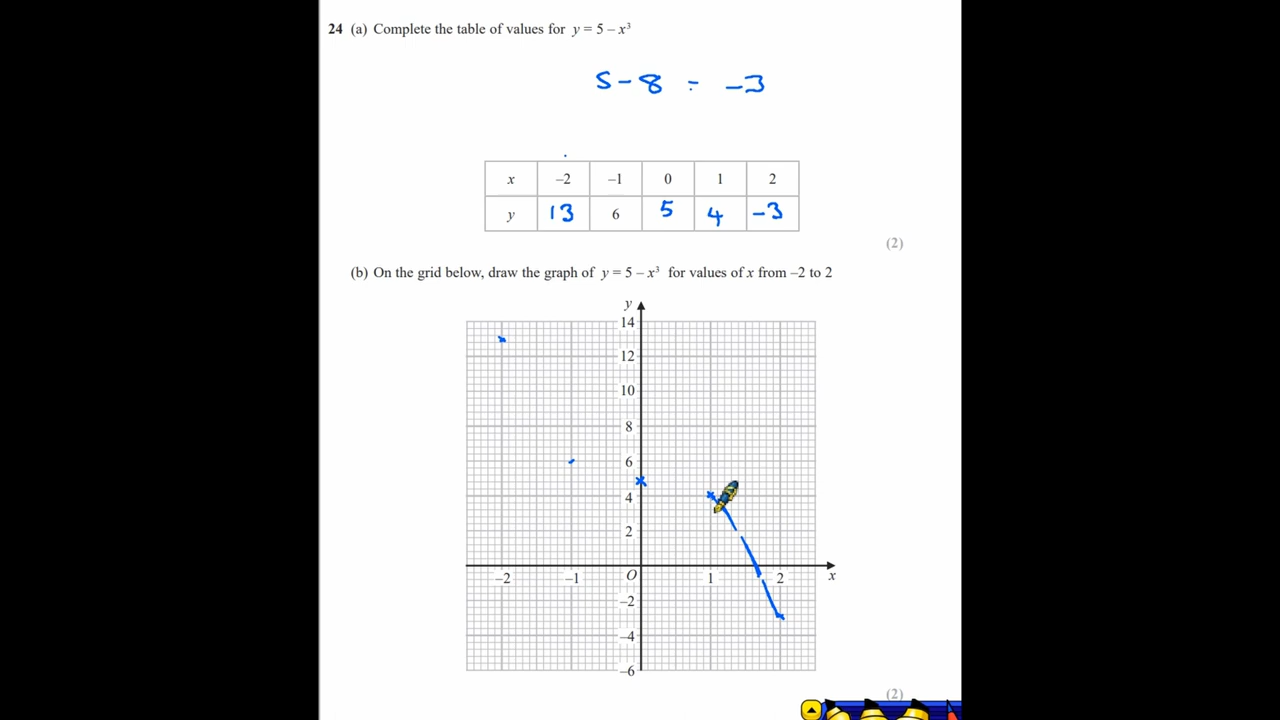 24 (a) Complete the table of values for y = 5 – x³
5 – 8 = –3
x –2 –1 0 1 2
y 13 6 5 4 –3
(2)
(b) On the grid below, draw the graph of y = 5 – x³ for values of x from –2 to 2
y
14
12
10
8
6
4
2
–2 –1 O 1 2 x
–2
–4
–6
(2)